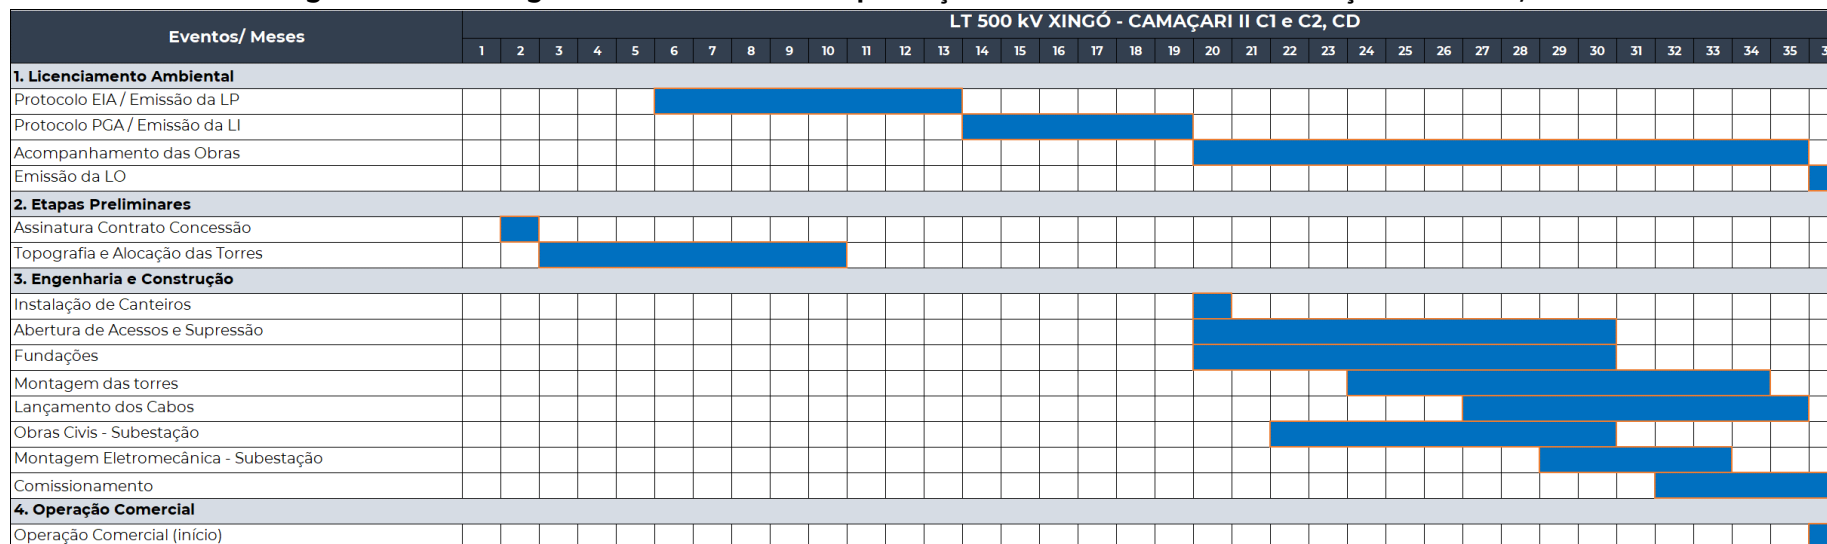 LT 500 kV XINGÓ - CAMAÇARI II C1 e C2, CD
Eventos/ Meses
1 2 3 4 5 6 7 8 9 10 11 12 13 14 15 16 17 18 19 20 21 22 23 24 25 26 27 28 29 30 31 32 33 34 35
1. Licenciamento Ambiental
Protocolo EIA / Emissão da LP
Protocolo PGA / Emissão da LI
Acompanhamento das Obras
Emissão da LO
2. Etapas Preliminares
Assinatura Contrato Concessão
Topografia e Alocação das Torres
3. Engenharia e Construção
Instalação de Canteiros
Abertura de Acessos e Supressão
Fundações
Montagem das torres
Lançamento dos Cabos
Obras Civis - Subestação
Montagem Eletromecânica - Subestação
Comissionamento
4. Operação Comercial
Operação Comercial (início)